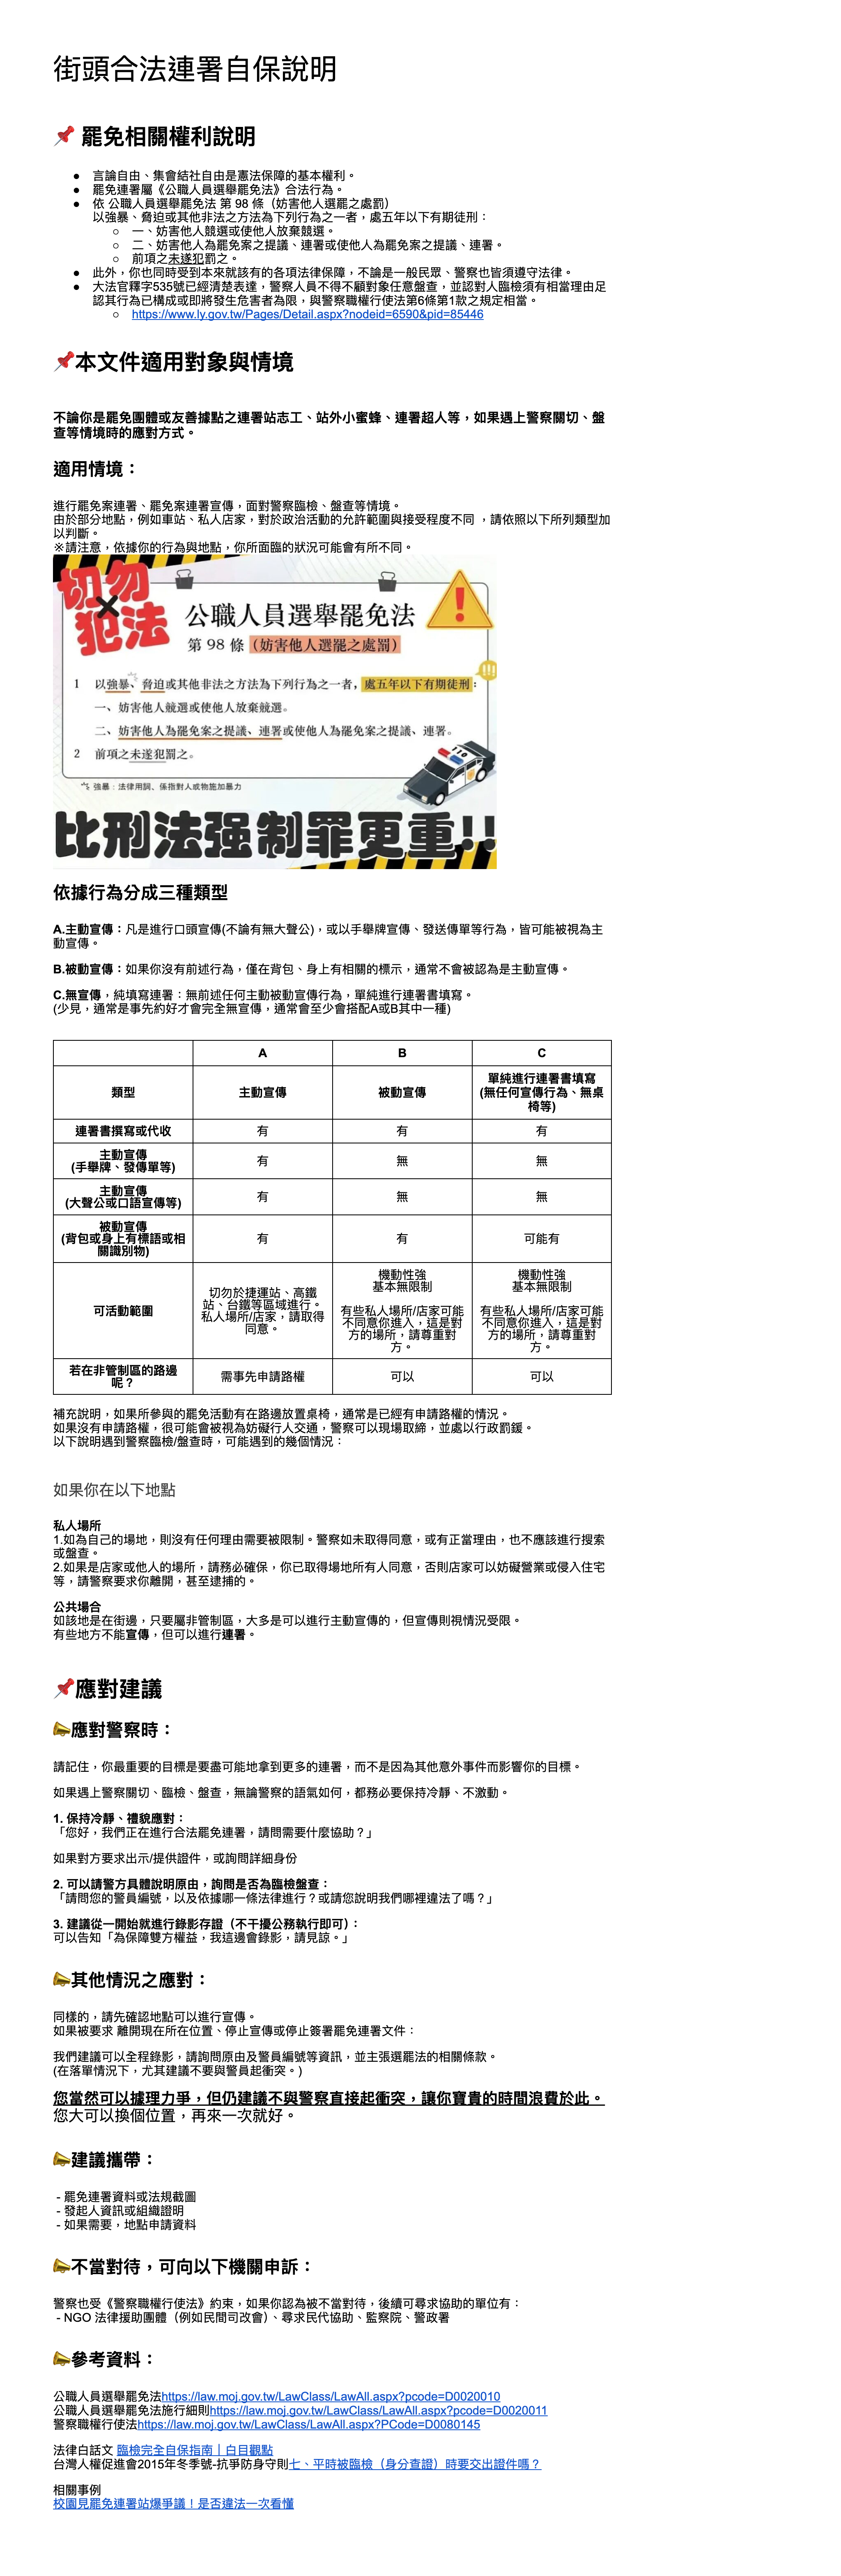 街頭合法連署自保說明
📌 罷免相關權利說明
● 言論自由、集會結社自由是憲法保障的基本權利。
● 罷免連署屬《公職人員選舉罷免法》合法行為。
● 依 公職人員選舉罷免法 第 98 條（妨害他人選罷之處罰）
以強暴、脅迫或其他非法之方法為下列行為之一者，處五年以下有期徒刑：
○ 一、妨害他人競選或使他人放棄競選。
○ 二、妨害他人為罷免案之提議、連署或使他人為罷免案之提議、連署。
○ 前項之未遂犯罰之。
● 此外，你也同時受到本來就該有的各項法律保障，不論是一般民眾、警察也皆須遵守法律。
● 大法官釋字535號已經清楚表達，警察人員不得不顧對象任意盤查，並認對人臨檢須有相當理由足
認其行為已構成或即將發生危害者為限，與警察職權行使法第6條第1款之規定相當。
○ https://www.ly.gov.tw/Pages/Detail.aspx?nodeid=6590&pid=85446
📌本文件適用對象與情境
不論你是罷免團體或友善據點之連署站志工、站外小蜜蜂、連署超人等，如果遇上警察關切、盤
查等情境時的應對方式。
適用情境：
進行罷免案連署、罷免案連署宣傳，面對警察臨檢、盤查等情境。
由於部分地點，例如車站、私人店家，對於政治活動的允許範圍與接受程度不同 ，請依照以下所列類型加
以判斷。
※請注意，依據你的行為與地點，你所面臨的狀況可能會有所不同。
切勿
犯法
公職人員選舉罷免法
第 98 條（妨害他人選罷之處罰）
1 以強暴、脅迫或其他非法之方法為下列行為之一者，處五年以下有期徒刑：
一、妨害他人競選或使他人放棄競選。
二、妨害他人為罷免案之提議、連署或使他人為罷免案之提議、連署。
2 前項之未遂犯罰之。
強暴：法律用詞、係指對人或物施加暴力
110
比刑法強制罪更重!!
依據行為分成三種類型
A.主動宣傳：凡是進行口頭宣傳(不論有無大聲公)，或以手舉牌宣傳、發送傳單等行為，皆可能被視為主
動宣傳。
B.被動宣傳：如果你沒有前述行為，僅在背包、身上有相關的標示，通常不會被認為是主動宣傳。
C.無宣傳，純填寫連署：無前述任何主動被動宣傳行為，單純進行連署書填寫。
(少見，通常是事先約好才會完全無宣傳，通常會至少會搭配A或B其中一種)
A B C
類型 主動宣傳 被動宣傳 單純進行連署書填寫
(無任何宣傳行為、無桌
椅等)
連署書撰寫或代收 有 有 有
主動宣傳
(手舉牌、發傳單等) 有 無 無
主動宣傳
(大聲公或口語宣傳等) 有 無 無
被動宣傳
(背包或身上有標語或相
關識別物) 有 有 可能有
可活動範圍
切勿於捷運站、高鐵
站、台鐵等區域進行。
私人場所/店家，請取得
同意。
機動性強
基本無限制
有些私人場所/店家可能
不同意你進入，這是對
方的場所，請尊重對
方。
機動性強
基本無限制
有些私人場所/店家可能
不同意你進入，這是對
方的場所，請尊重對
方。
若在非管制區的路邊
呢？ 需事先申請路權 可以 可以
補充說明，如果所參與的罷免活動有在路邊放置桌椅，通常是已經有申請路權的情況。
如果沒有申請路權，很可能會被視為妨礙行人交通，警察可以現場取締，並處以行政罰鍰。
以下說明遇到警察臨檢/盤查時，可能遇到的幾個情況：
如果你在以下地點
私人場所
1.如為自己的場地，則沒有任何理由需要被限制。警察如未取得同意，或有正當理由，也不應該進行搜索
或盤查。
2.如果是店家或他人的場所，請務必確保，你已取得場地所有人同意，否則店家可以妨礙營業或侵入住宅
等，請警察要求你離開，甚至逮捕的。
公共場合
如該地是在街邊，只要屬非管制區，大多是可以進行主動宣傳的，但宣傳則視情況受限。
有些地方不能宣傳，但可以進行連署。
📌應對建議
📣應對警察時：
請記住，你最重要的目標是要盡可能地拿到更多的連署，而不是因為其他意外事件而影響你的目標。
如果遇上警察關切、臨檢、盤查，無論警察的語氣如何，都務必要保持冷靜、不激動。
1. 保持冷靜、禮貌應對：
「您好，我們正在進行合法罷免連署，請問需要什麼協助？」
如果對方要求出示/提供證件，或詢問詳細身份
2. 可以請警方具體說明原由，詢問是否為臨檢盤查：
「請問您的警員編號，以及依據哪一條法律進行？或請您說明我們哪裡違法了嗎？」
3. 建議從一開始就進行錄影存證（不干擾公務執行即可）：
可以告知「為保障雙方權益，我這邊會錄影，請見諒。」
📣其他情況之應對：
同樣的，請先確認地點可以進行宣傳。
如果被要求 離開現在所在位置、停止宣傳或停止簽署罷免連署文件：
我們建議可以全程錄影，請詢問原由及警員編號等資訊，並主張選罷法的相關條款。
(在落單情況下，尤其建議不要與警員起衝突。)
您當然可以據理力爭，但仍建議不與警察直接起衝突，讓你寶貴的時間浪費於此。
您大可以換個位置，再來一次就好。
📣建議攜帶：
- 罷免連署資料或法規截圖
- 發起人資訊或組織證明
- 如果需要，地點申請資料
📣不當對待，可向以下機關申訴：
警察也受《警察職權行使法》約束，如果你認為被不當對待，後續可尋求協助的單位有：
- NGO 法律援助團體（例如民間司改會）、尋求民代協助、監察院、警政署
📣參考資料：
公職人員選舉罷免法https://law.moj.gov.tw/LawClass/LawAll.aspx?pcode=D0020010
公職人員選舉罷免法施行細則https://law.moj.gov.tw/LawClass/LawAll.aspx?pcode=D0020011
警察職權行使法https://law.moj.gov.tw/LawClass/LawAll.aspx?PCode=D0080145
法律白話文 臨檢完全自保指南｜白目觀點
台灣人權促進會2015年冬季號-抗爭防身守則七、平時被臨檢（身分查證）時要交出證件嗎？
相關事例
校園見罷免連署站爆爭議！是否違法一次看懂